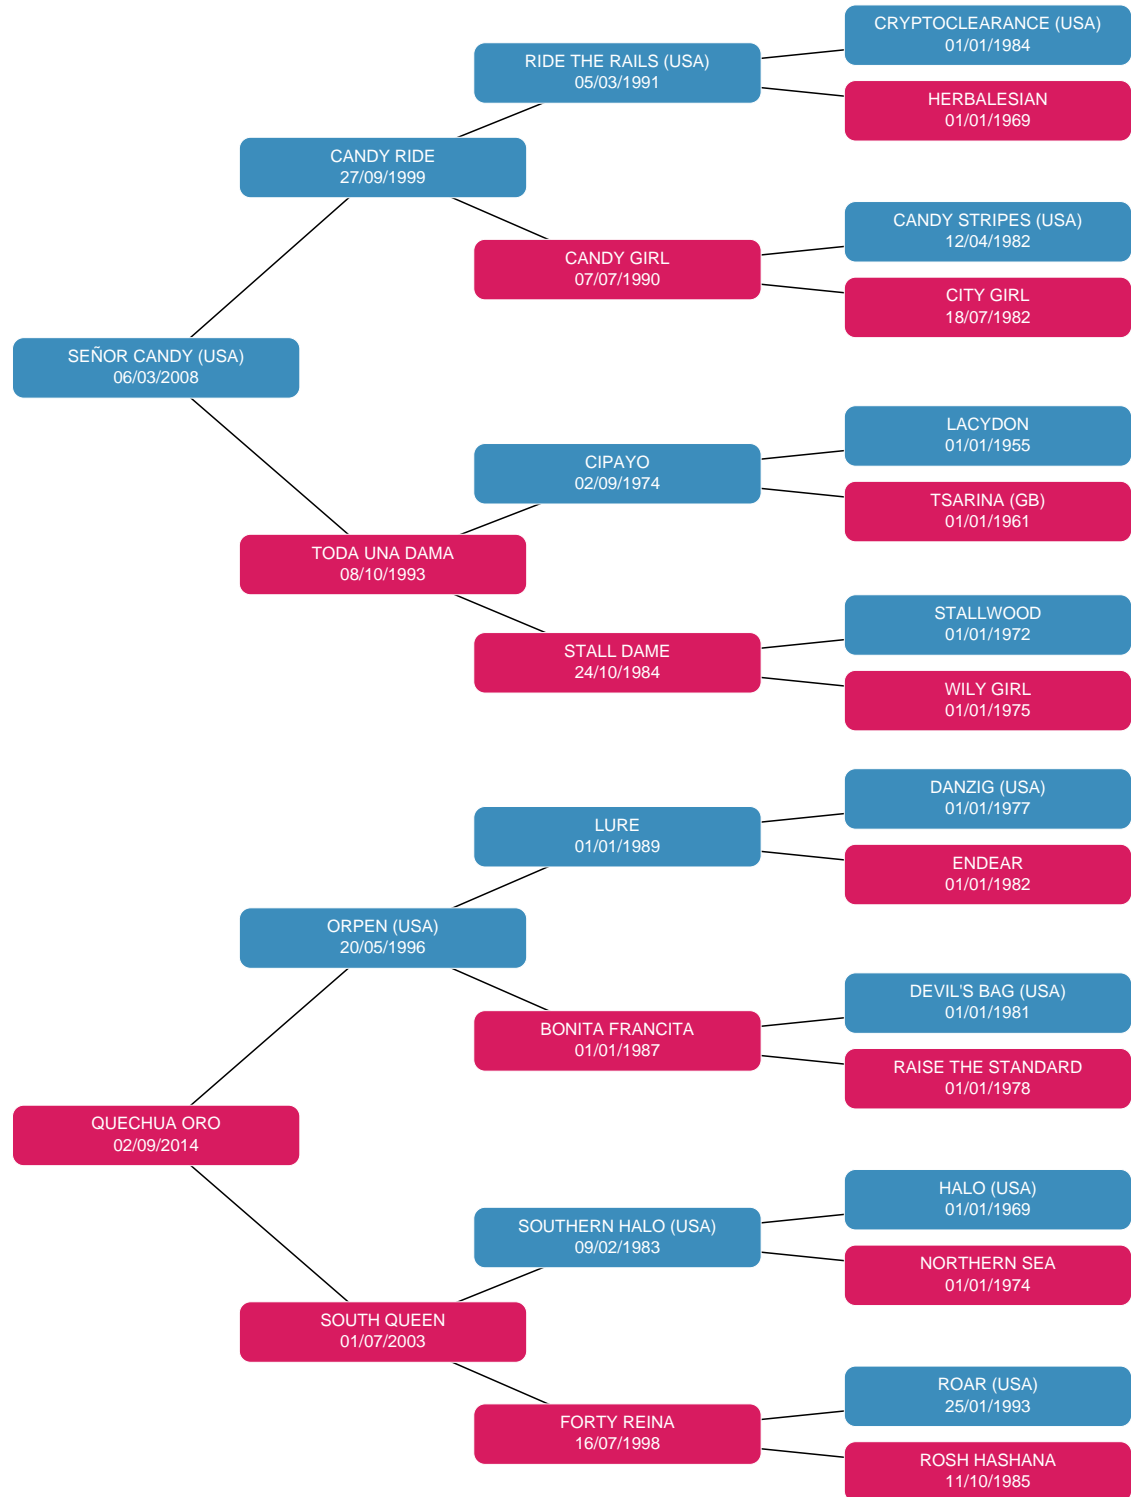 CRYPTOCLEARANCE (USA)
01/01/1984
RIDE THE RAILS (USA)
05/03/1991
HERBALESIAN
01/01/1969
CANDY RIDE
27/09/1999
CANDY STRIPES (USA)
12/04/1982
CANDY GIRL
07/07/1990
CITY GIRL
18/07/1982
SEÑOR CANDY (USA)
06/03/2008
LACYDON
01/01/1955
CIPAYO
02/09/1974
TSARINA (GB)
01/01/1961
TODA UNA DAMA
08/10/1993
STALLWOOD
01/01/1972
STALL DAME
24/10/1984
WILY GIRL
01/01/1975
DANZIG (USA)
01/01/1977
LURE
01/01/1989
ENDEAR
01/01/1982
ORPEN (USA)
20/05/1996
DEVIL'S BAG (USA)
01/01/1981
BONITA FRANCITA
01/01/1987
RAISE THE STANDARD
01/01/1978
QUECHUA ORO
02/09/2014
HALO (USA)
01/01/1969
SOUTHERN HALO (USA)
09/02/1983
NORTHERN SEA
01/01/1974
SOUTH QUEEN
01/07/2003
ROAR (USA)
25/01/1993
FORTY REINA
16/07/1998
ROSH HASHANA
11/10/1985